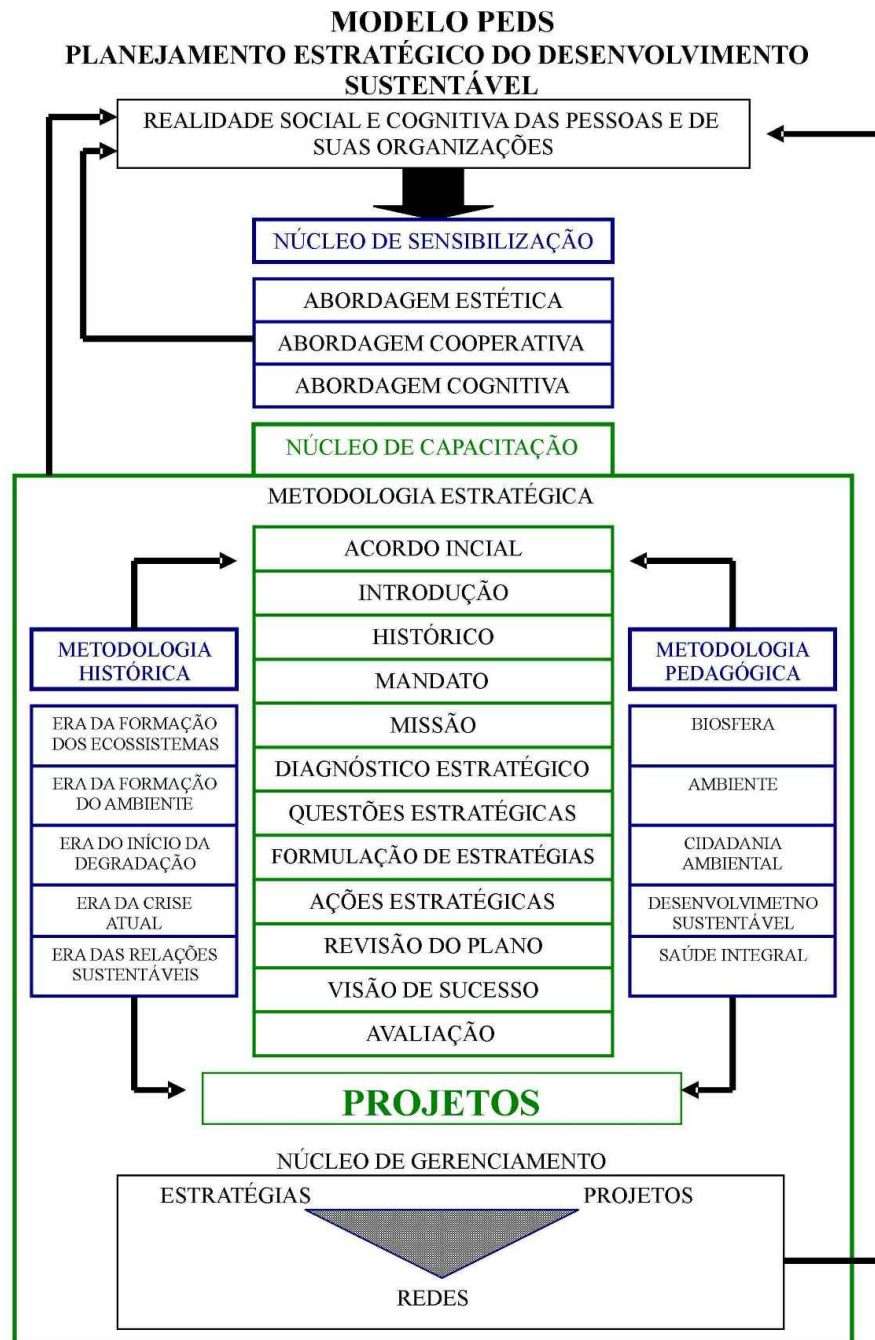 MODELO PEDS
PLANEJAMENTO ESTRATÉGICO DO DESENVOLVIMENTO
SUSTENTÁVEL
REALIDADE SOCIAL E COGNITIVA DAS PESSOAS E DE
SUAS ORGANIZAÇÕES
NÚCLEO DE SENSIBILIZAÇÃO
ABORDAGEM ESTÉTICA
ABORDAGEM COOPERATIVA
ABORDAGEM COGNITIVA
NÚCLEO DE CAPACITAÇÃO
METODOLOGIA ESTRATÉGICA
ACORDO INCIAL
INTRODUÇÃO
HISTÓRICO
MANDATO
MISSÃO
DIAGNÓSTICO ESTRATÉGICO
QUESTÕES ESTRATÉGICAS
FORMULAÇÃO DE ESTRATÉGIAS
AÇÕES ESTRATÉGICAS
REVISÃO DO PLANO
VISÃO DE SUCESSO
AVALIAÇÃO
METODOLOGIA
HISTÓRICA
ERA DA FORMAÇÃO
DOS ECOSSISTEMAS
ERA DA FORMAÇÃO
DO AMBIENTE
ERA DO INÍCIO DA
DEGRADAÇÃO
ERA DA CRISE
ATUAL
ERA DAS RELAÇÕES
SUSTENTÁVEIS
METODOLOGIA
PEDAGÓGICA
BIOSFERA
AMBIENTE
CIDADANIA
AMBIENTAL
DESENVOLVIMETNO
SUSTENTÁVEL
SAÚDE INTEGRAL
PROJETOS
NÚCLEO DE GERENCIAMENTO
ESTRATÉGIAS
PROJETOS
REDES